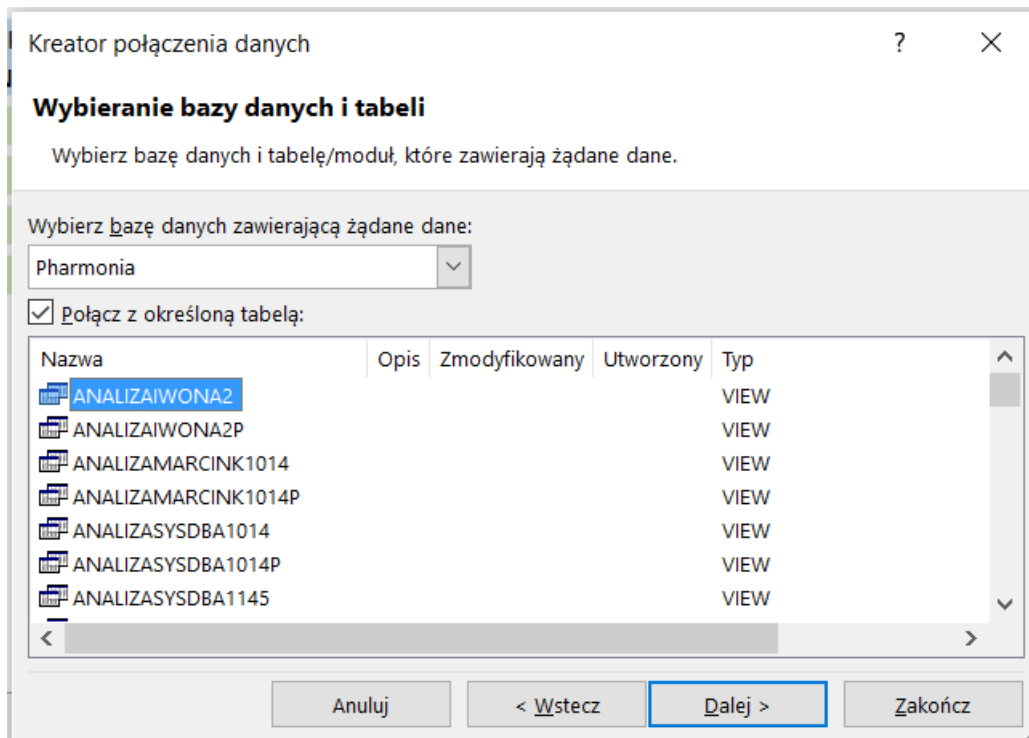 Kreator połączenia danych ?
Wybieranie bazy danych i tabeli
Wybierz bazę danych i tabelę/moduł, które zawierają żądane dane.
Wybierz bazę danych zawierającą żądane dane:
Pharmonia
Połącz z określoną tabelą:
Nazwa Opis Zmodyfikowany Utworzony Typ
ANALIZAIWONA2 VIEW
ANALIZAIWONA2P VIEW
ANALIZAMARCINK1014 VIEW
ANALIZAMARCINK1014P VIEW
ANALIZASYSDBA1014 VIEW
ANALIZASYSDBA1014P VIEW
ANALIZASYSDBA1145 VIEW
Anuluj < Wstecz Dalej > Zakończ